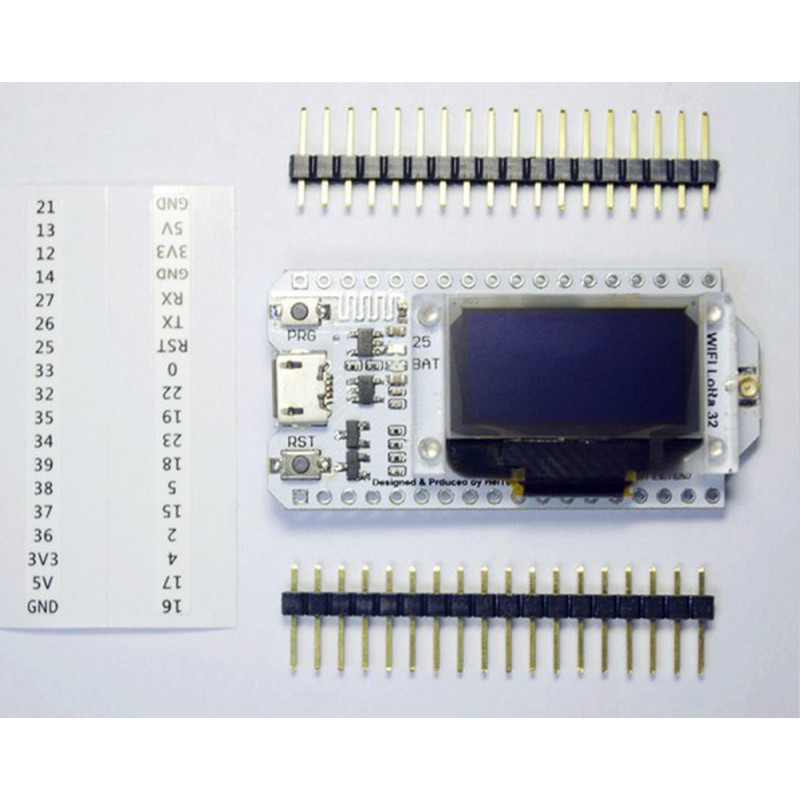 21
13
12
14
27
26
25
33
32
35
34
39
38
37
36
3V3
5V
GND
GND
5V
3V3
GND
RX
TX
RST
0
22
19
23
18
5
15
2
4
17
16
PRG
25
BAT
RST
WIFI LoRa 32
Designed & Prduced by